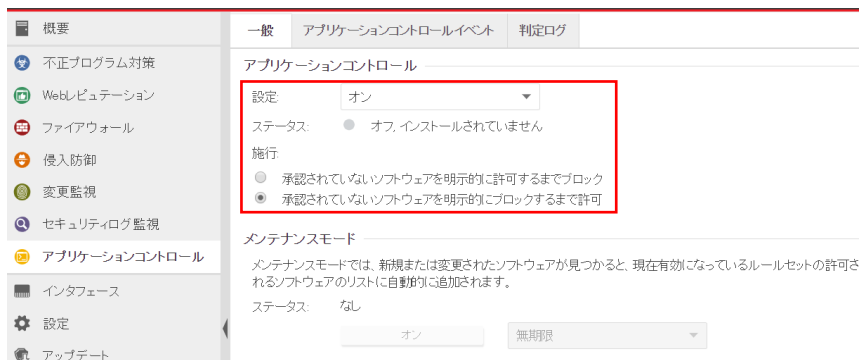 概要
不正プログラム対策
Webレピュテーション
ファイアウォール
侵入防御
変更監視
セキュリティログ監視
アプリケーションコントロール
インタフェース
設定
アップデート
一般 アプリケーションコントロールイベント 判定ログ
アプリケーションコントロール
設定: オン
ステータス: オフ, インストールされていません
施行:
承認されていないソフトウェアを明示的に許可するまでブロック
承認されていないソフトウェアを明示的にブロックするまで許可
メンテナンスモード
メンテナンスモードでは、新規または変更されたソフトウェアが見つかると、現在有効になっているルールセットの許可さ
れるソフトウェアのリストに自動的に追加されます。
ステータス: なし
オン 無期限